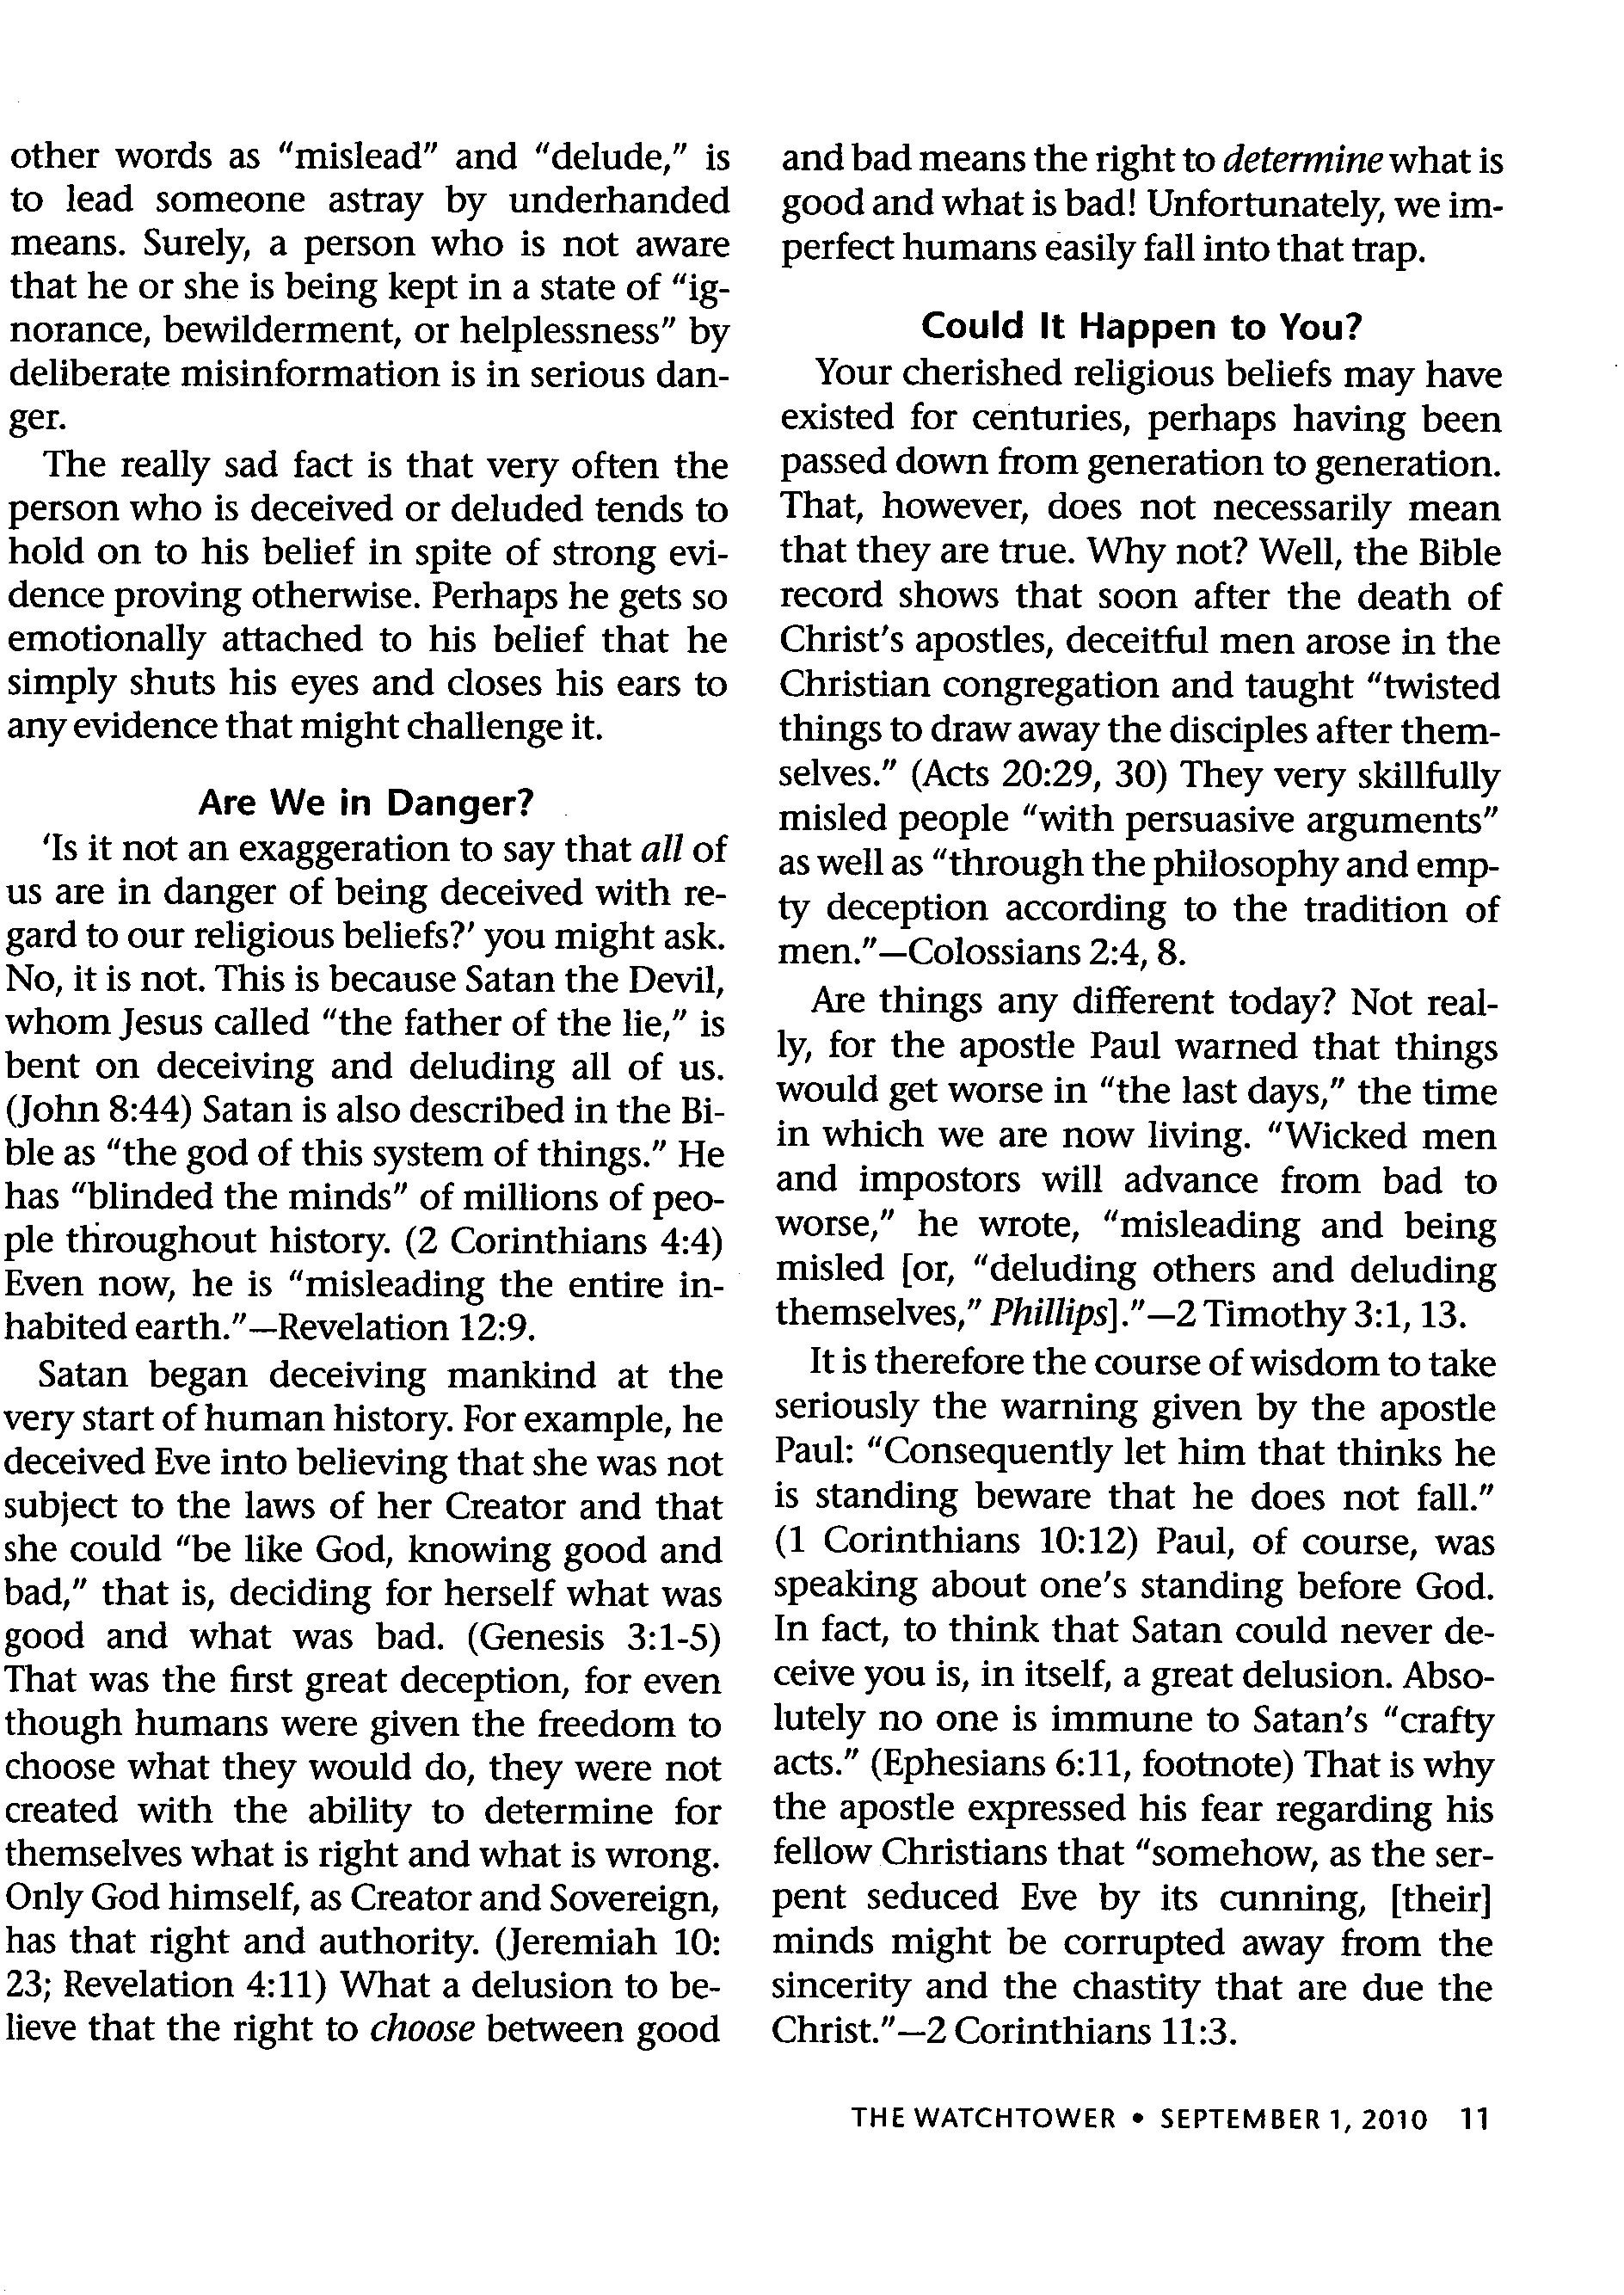 other words as "mislead" and "delude," is
to lead someone astray by underhanded
means. Surely, a person who is not aware
that he or she is being kept in a state of "ig-
norance, bewilderment, or helplessness" by
deliberate misinformation is in serious dan-
ger.
The really sad fact is that very often the
person who is deceived or deluded tends to
hold on to his belief in spite of strong evi-
dence proving otherwise. Perhaps he gets so
emotionally attached to his belief that he
simply shuts his eyes and closes his ears to
any evidence that might challenge it.
Are We in Danger?
'Is it not an exaggeration to say that all of
us are in danger of being deceived with re-
gard to our religious beliefs?' you might ask.
No, it is not. This is because Satan the Devil,
whom Jesus called "the father of the lie," is
bent on deceiving and deluding all of us.
(John 8:44) Satan is also described in the Bi-
ble as "the god of this system of things." He
has "blinded the minds" of millions of peo-
ple throughout history. (2 Corinthians 4:4)
Even now, he is "misleading the entire in-
habited earth."—Revelation 12:9.
Satan began deceiving mankind at the
very start of human history. For example, he
deceived Eve into believing that she was not
subject to the laws of her Creator and that
she could "be like God, knowing good and
bad," that is, deciding for herself what was
good and what was bad. (Genesis 3:1-5)
That was the first great deception, for even
though humans were given the freedom to
choose what they would do, they were not
created with the ability to determine for
themselves what is right and what is wrong.
Only God himself, as Creator and Sovereign,
has that right and authority. (Jeremiah 10:
23; Revelation 4:11) What a delusion to be-
lieve that the right to choose between good
and bad means the right to determine what is
good and what is bad! Unfortunately, we im-
perfect humans easily fall into that trap.
Could It Happen to You?
Your cherished religious beliefs may have
existed for centuries, perhaps having been
passed down from generation to generation.
That, however, does not necessarily mean
that they are true. Why not? Well, the Bible
record shows that soon after the death of
Christ's apostles, deceitful men arose in the
Christian congregation and taught "twisted
things to draw away the disciples after them-
selves." (Acts 20:29, 30) They very skillfully
misled people "with persuasive arguments"
as well as "through the philosophy and emp-
ty deception according to the tradition of
men."—Colossians 2:4, 8.
Are things any different today? Not real-
ly, for the apostle Paul warned that things
would get worse in "the last days," the time
in which we are now living. "Wicked men
and impostors will advance from bad to
worse," he wrote, "misleading and being
misled [or, "deluding others and deluding
themselves," Phillips]."—2 Timothy 3:1, 13.
It is therefore the course of wisdom to take
seriously the warning given by the apostle
Paul: "Consequently let him that thinks he
is standing beware that he does not fall."
(1 Corinthians 10:12) Paul, of course, was
speaking about one's standing before God.
In fact, to think that Satan could never de-
ceive you is, in itself, a great delusion. Abso-
lutely no one is immune to Satan's "crafty
acts." (Ephesians 6:11, footnote) That is why
the apostle expressed his fear regarding his
fellow Christians that "somehow, as the ser-
pent seduced Eve by its cunning, [their]
minds might be corrupted away from the
sincerity and the chastity that are due the
Christ."—2 Corinthians 11:3.
THE WATCHTOWER • SEPTEMBER 1, 2010 11